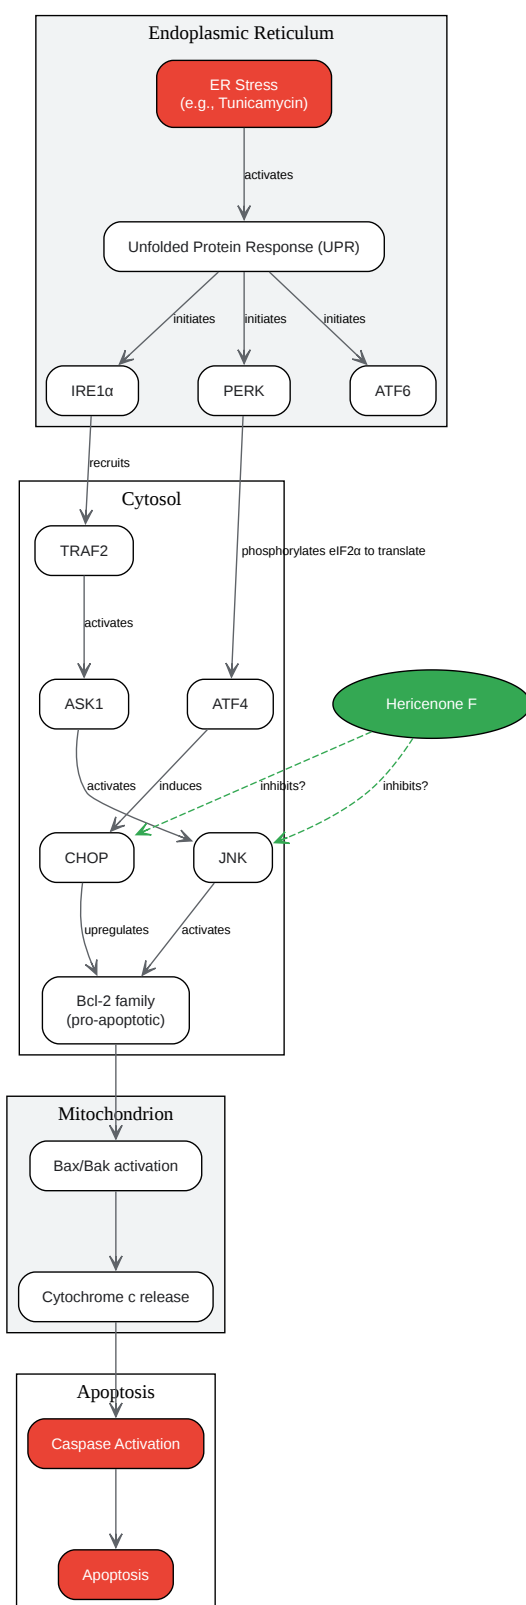 Endoplasmic Reticulum
ER Stress
(e.g., Tunicamycin)
activates
Unfolded Protein Response (UPR)
initiates
initiates
initiates
IRE1α
PERK
ATF6
recruits
Cytosol
TRAF2
phosphorylates eIF2α to translate
activates
ASK1
ATF4
Hericenone F
activates
induces
inhibits?
inhibits?
CHOP
JNK
upregulates
activates
Bcl-2 family
(pro-apoptotic)
Mitochondrion
Bax/Bak activation
Cytochrome c release
Apoptosis
Caspase Activation
Apoptosis